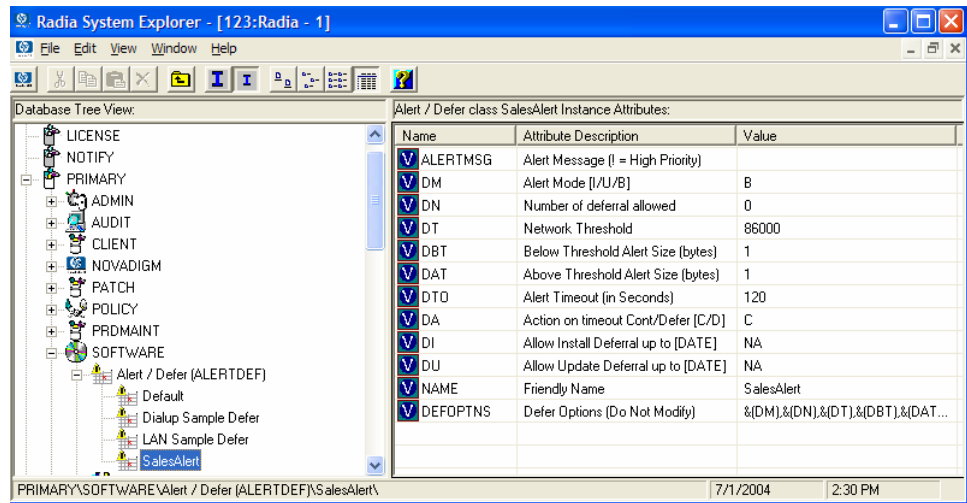 Radia System Explorer - [123:Radia - 1]
File Edit View Window Help
Database Tree View:
Alert / Defer class SalesAlert Instance Attributes:
LICENSE
NOTIFY
PRIMARY
ADMIN
AUDIT
CLIENT
NOVADIGM
PATCH
POLICY
PRDMAINT
SOFTWARE
Alert / Defer (ALERTDEF)
Default
Dialup Sample Defer
LAN Sample Defer
SalesAlert
Name Attribute Description Value
V ALERTMSG Alert Message (! = High Priority)
V DM Alert Mode [I/U/B] B
V DN Number of deferral allowed 0
V DT Network Threshold 86000
V DBT Below Threshold Alert Size (bytes) 1
V DAT Above Threshold Alert Size (bytes) 1
V DTO Alert Timeout (in Seconds) 120
V DA Action on timeout Cont/Defer [C/D] C
V DI Allow Install Deferral up to [DATE] NA
V DU Allow Update Deferral up to [DATE] NA
V NAME Friendly Name SalesAlert
V DEFOPTNS Defer Options (Do Not Modify) &(DM),&(DN),&(DT),&(DBT),&(DAT...
PRIMARY\SOFTWARE\Alert / Defer (ALERTDEF)\SalesAlert\ 7/1/2004 2:30 PM